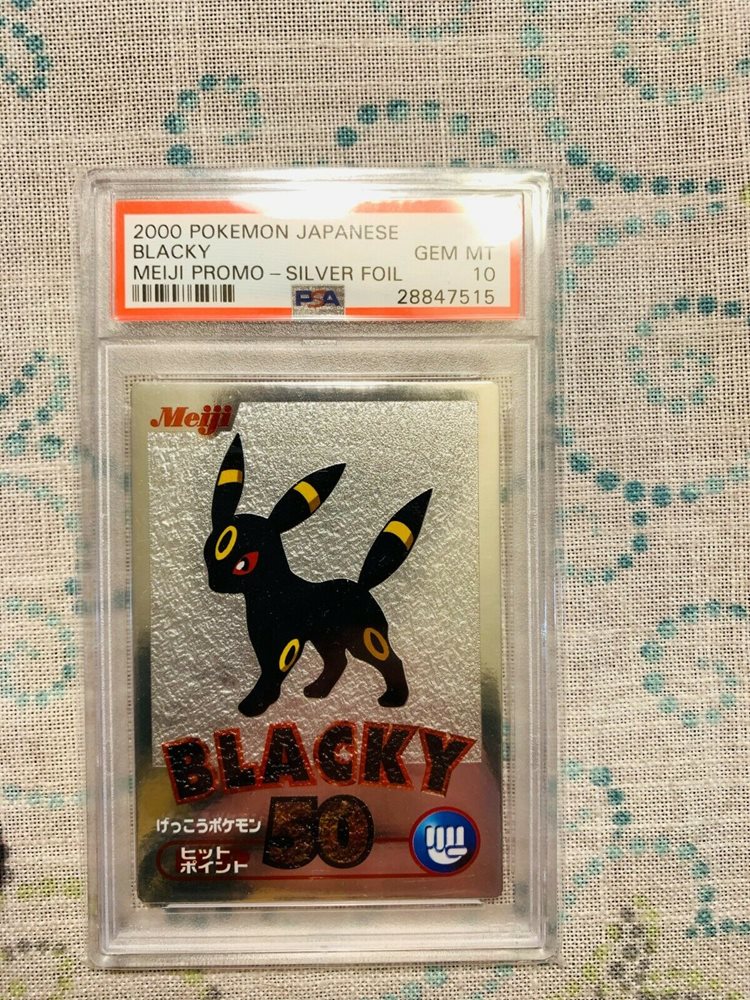 2000 POKEMON JAPANESE
BLACKY
GEM MT
MEIJI PROMO – SILVER FOIL
10
PSA
28847515
Meiji
BLACKY
げっこうポケモン
50
ヒット
ポイント